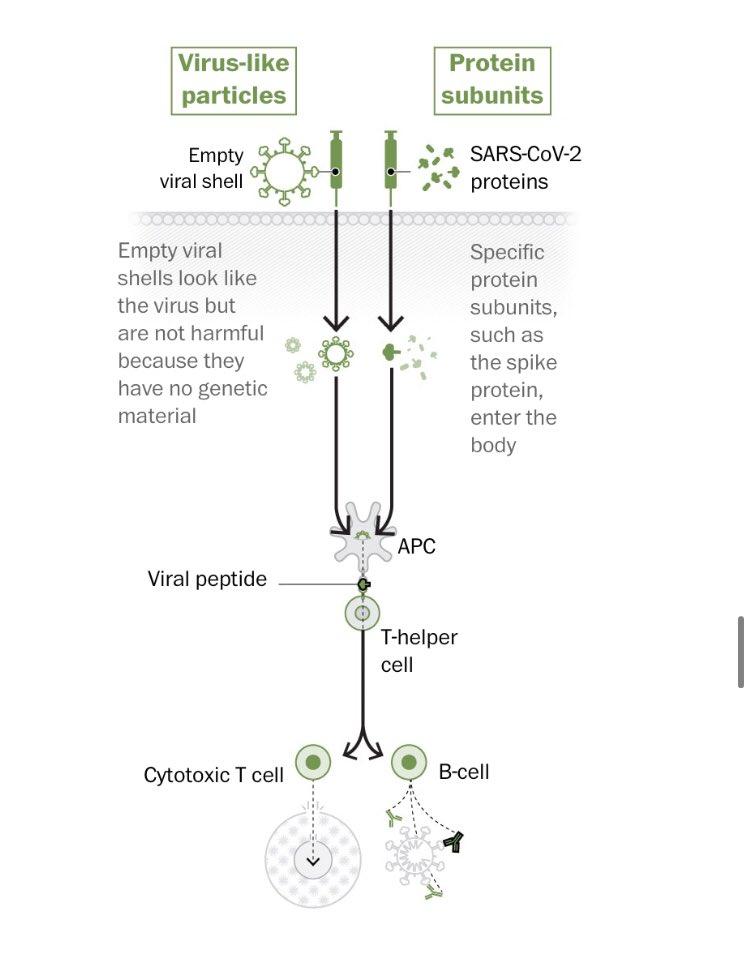 Virus-like
particles
Protein
subunits
Empty
viral shell
SARS-CoV-2
proteins
Empty viral
shells look like
the virus but
are not harmful
because they
have no genetic
material
Specific
protein
subunits,
such as
the spike
protein,
enter the
body
APC
Viral peptide
T-helper
cell
Cytotoxic T cell
B-cell